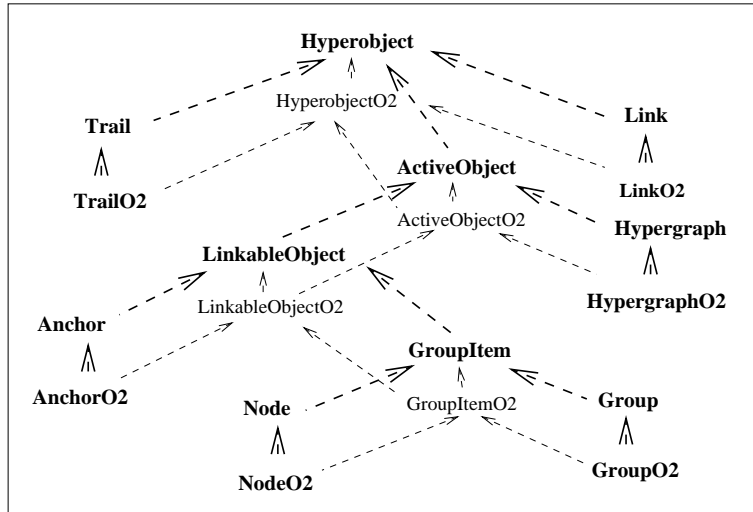 Hyperobject
HyperobjectO2
Trail
Link
ActiveObject
TrailO2
LinkO2
ActiveObjectO2
Hypergraph
LinkableObject
LinkableObjectO2
HypergraphO2
Anchor
GroupItem
AnchorO2
Node
GroupItemO2
Group
NodeO2
GroupO2